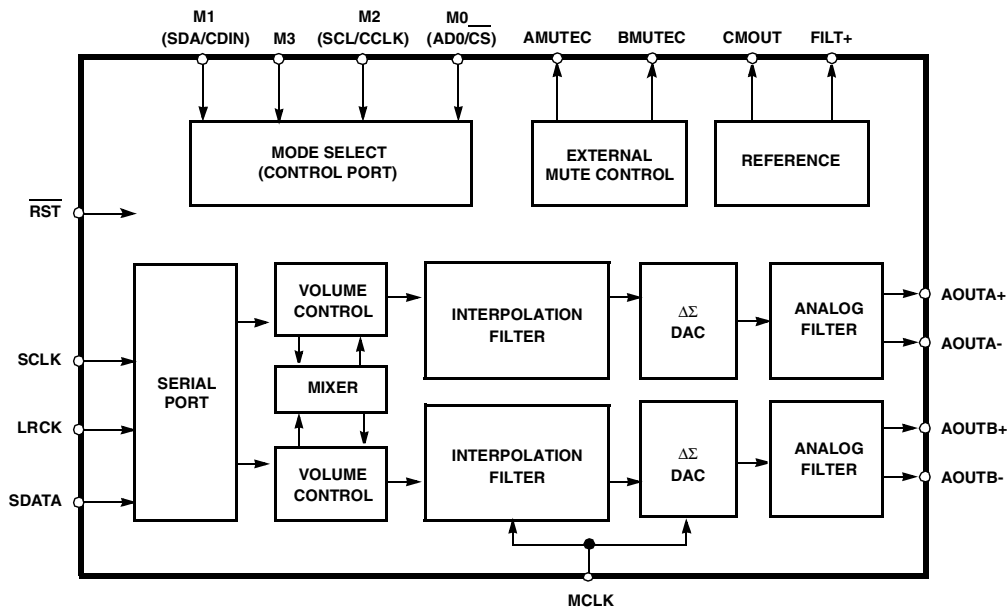 M1
(SDA/CDIN)
M3
M2
(SCL/CCLK)
M0
(AD0/C̅S̅)
AMUTEC
BMUTEC
CMOUT
FILT+
MODE SELECT
(CONTROL PORT)
EXTERNAL
MUTE CONTROL
REFERENCE
R̅S̅T̅
SERIAL
PORT
VOLUME
CONTROL
MIXER
VOLUME
CONTROL
INTERPOLATION
FILTER
ΔΣ
DAC
ANALOG
FILTER
AOUTA+
AOUTA-
SCLK
LRCK
SDATA
INTERPOLATION
FILTER
ΔΣ
DAC
ANALOG
FILTER
AOUTB+
AOUTB-
MCLK